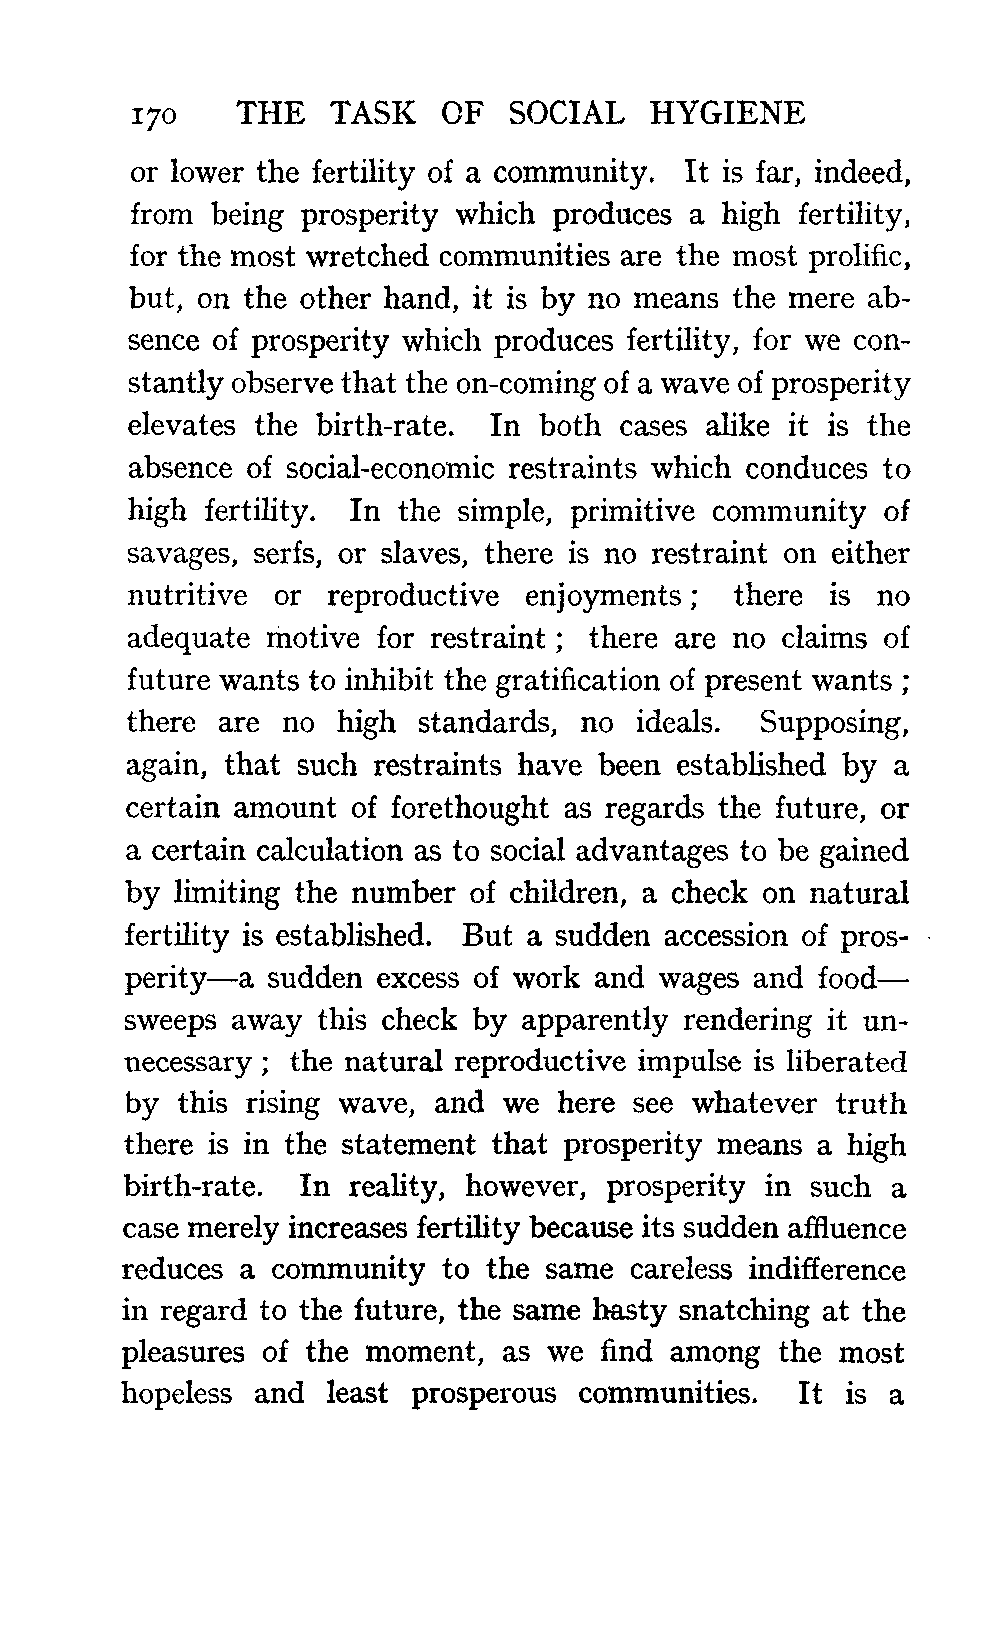 170 THE TASK OF SOCIAL HYGIENE
or lower the fertility of a community. It is far, indeed,
from being prosperity which produces a high fertility,
for the most wretched communities are the most prolific,
but, on the other hand, it is by no means the mere ab-
sence of prosperity which produces fertility, for we con-
stantly observe that the on-coming of a wave of prosperity
elevates the birth-rate. In both cases alike it is the
absence of social-economic restraints which conduces to
high fertility. In the simple, primitive community of
savages, serfs, or slaves, there is no restraint on either
nutritive or reproductive enjoyments ; there is no
adequate motive for restraint ; there are no claims of
future wants to inhibit the gratification of present wants ;
there are no high standards, no ideals. Supposing,
again, that such restraints have been established by a
certain amount of forethought as regards the future, or
a certain calculation as to social advantages to be gained
by limiting the number of children, a check on natural
fertility is established. But a sudden accession of pros-
perity—a sudden excess of work and wages and food—
sweeps away this check by apparently rendering it un-
necessary ; the natural reproductive impulse is liberated
by this rising wave, and we here see whatever truth
there is in the statement that prosperity means a high
birth-rate. In reality, however, prosperity in such a
case merely increases fertility because its sudden affluence
reduces a community to the same careless indifference
in regard to the future, the same hasty snatching at the
pleasures of the moment, as we find among the most
hopeless and least prosperous communities. It is a